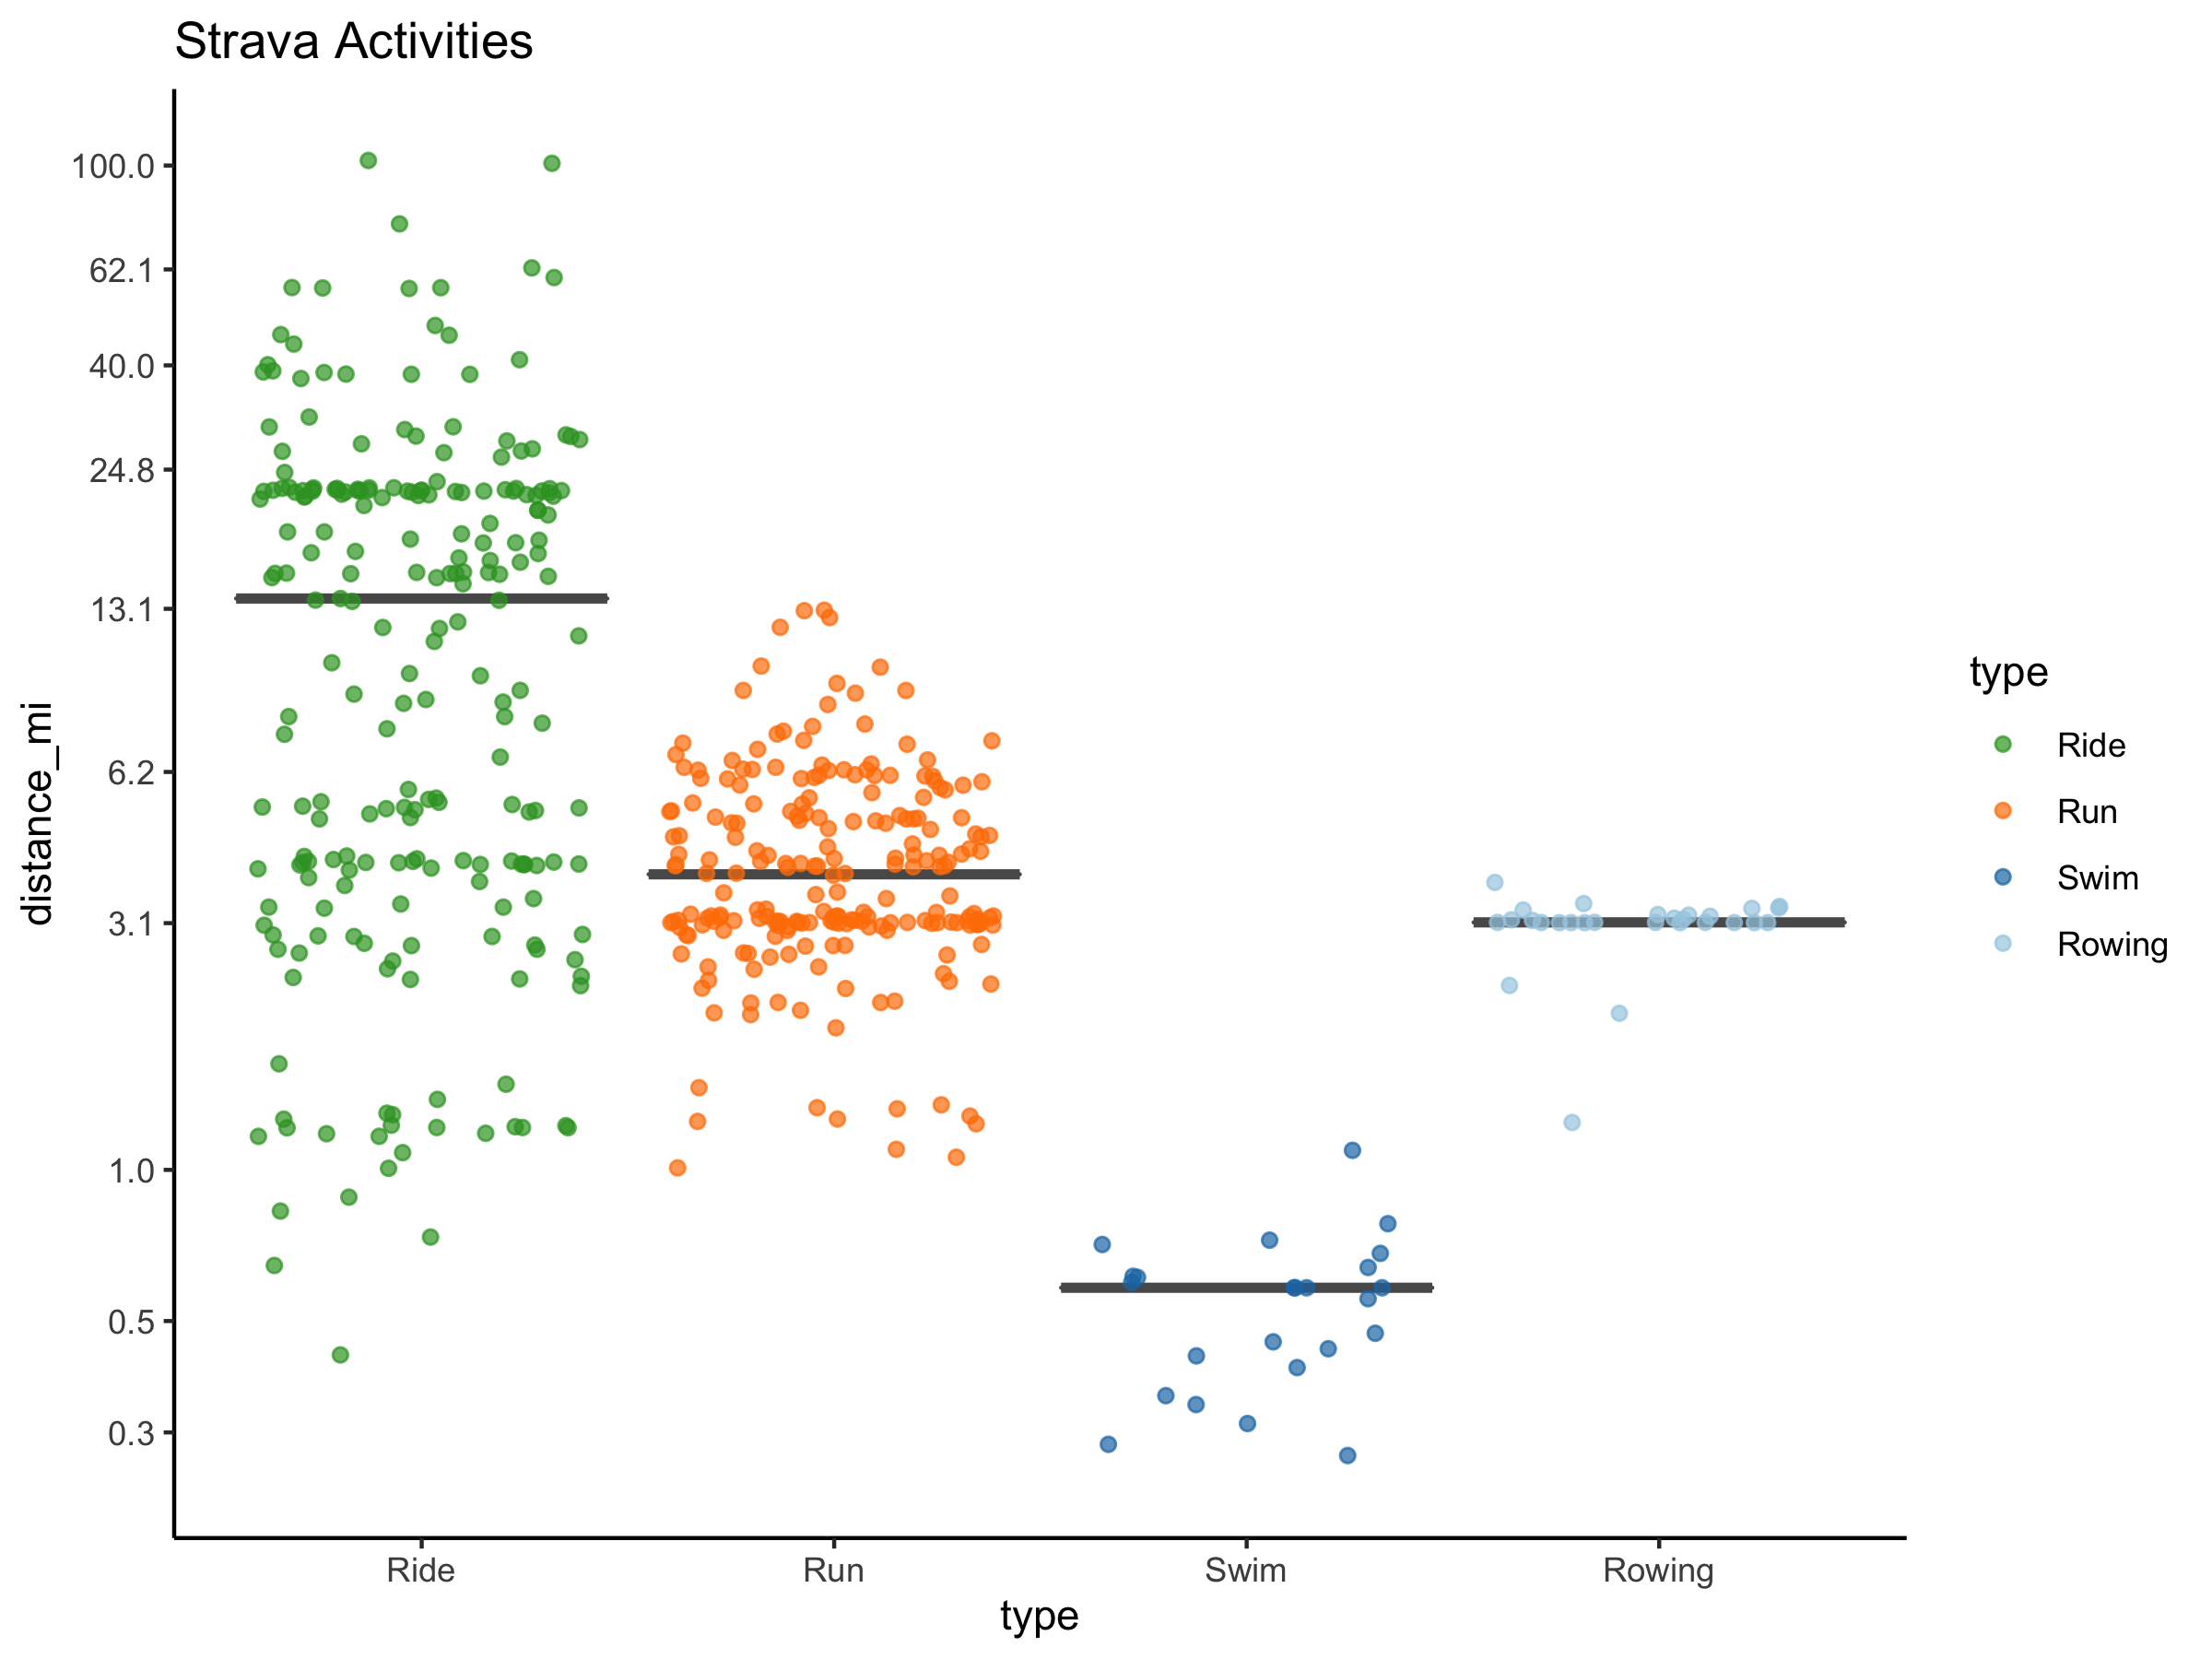 Strava Activities
100.0
62.1
40.0
24.8
13.1
6.2
3.1
1.0
0.5
0.3
distance_mi
Ride Run Swim Rowing
type
type
Ride
Run
Swim
Rowing